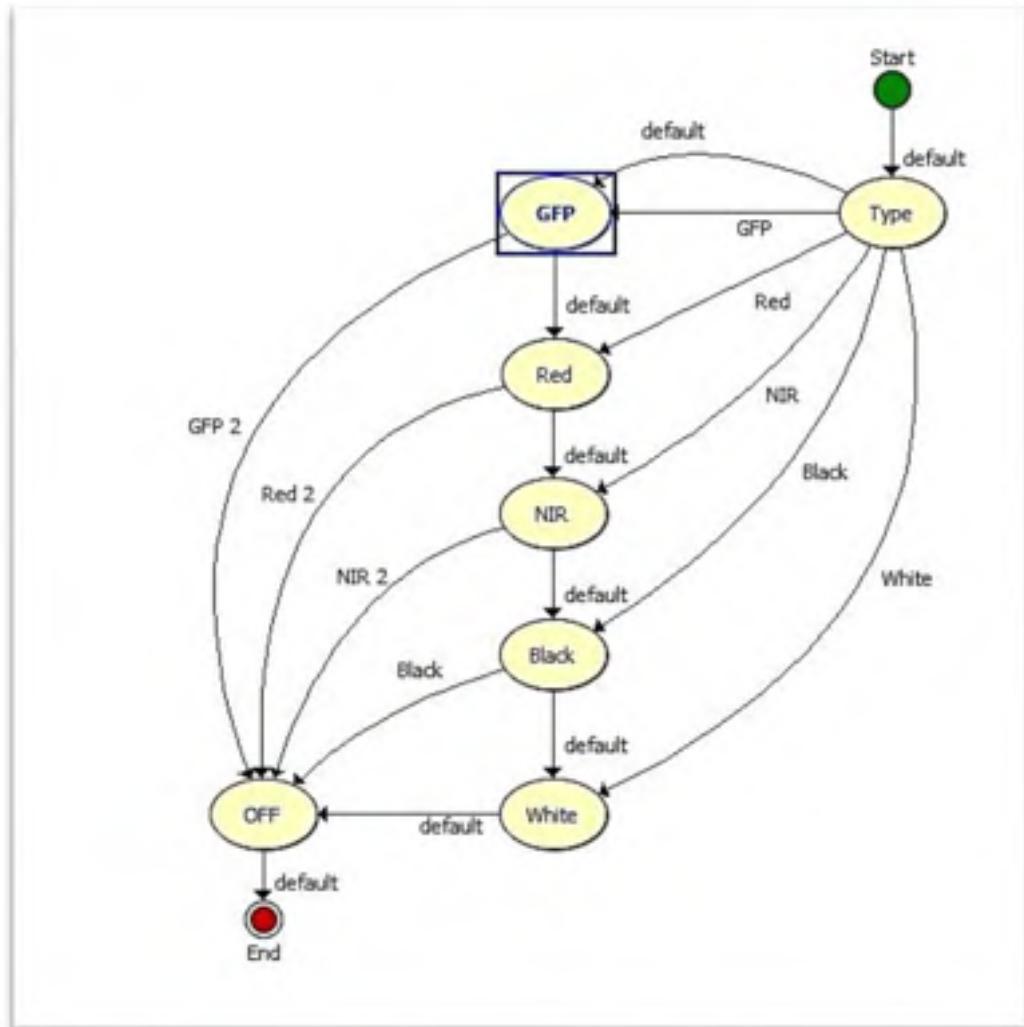 Start
default
default
GFP
Type
GFP
default
Red
Red
NIR
GFP 2
default
Black
Red 2
NIR
White
NIR 2
default
Black
Black
default
OFF
White
default
default
End